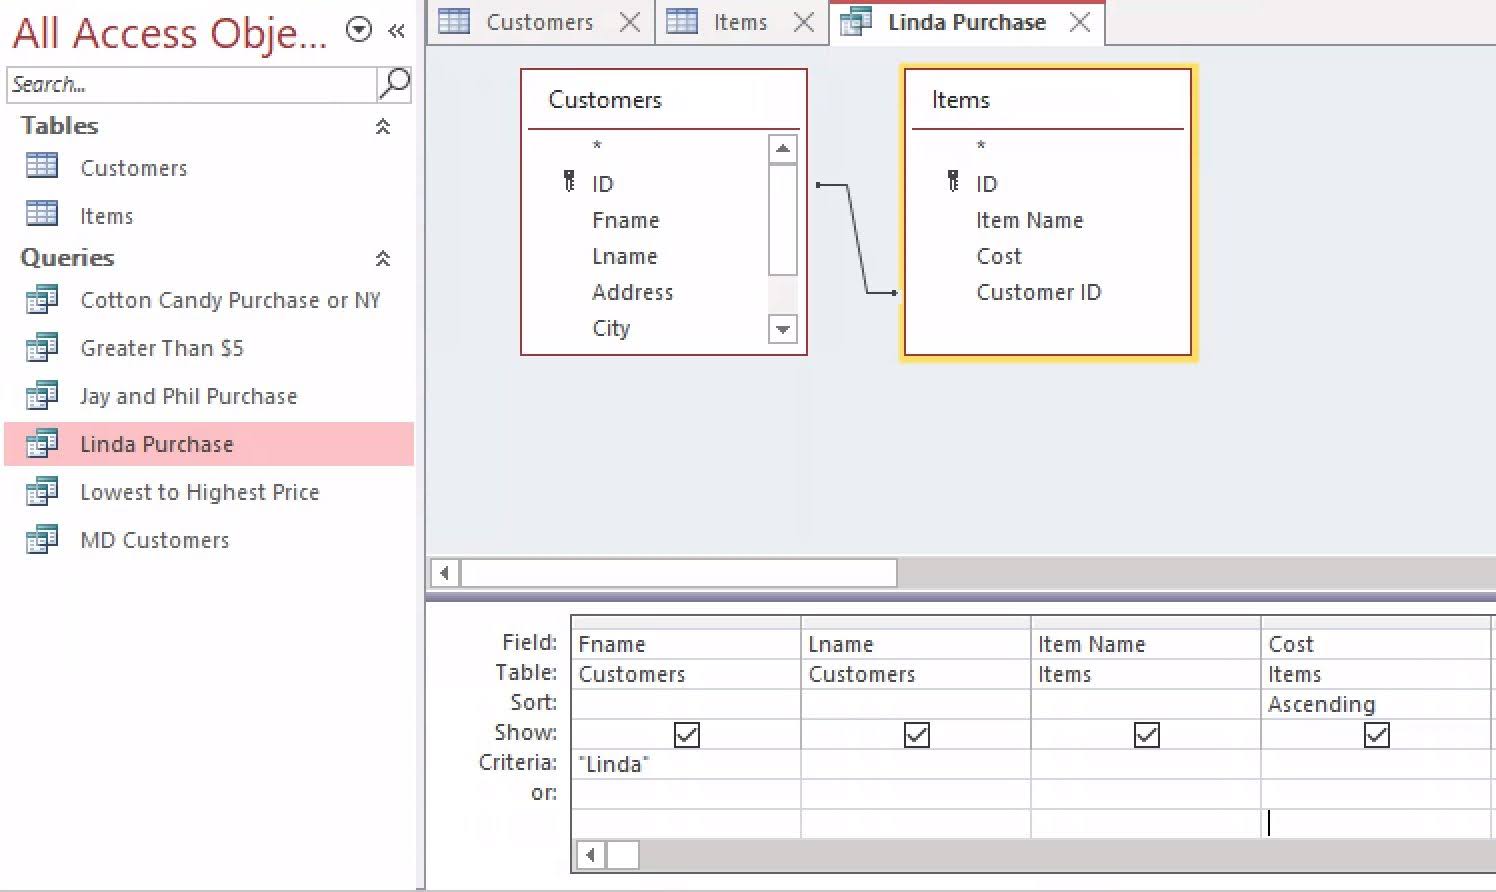 All Access Obje...
Search...
Tables
Customers
Items
Queries
Cotton Candy Purchase or NY
Greater Than $5
Jay and Phil Purchase
Linda Purchase
Lowest to Highest Price
MD Customers
Customers Items Linda Purchase
Customers
*
ID
Fname
Lname
Address
City
Items
*
ID
Item Name
Cost
Customer ID
Field: Fname Lname Item Name Cost
Table: Customers Customers Items Items
Sort: Ascending
Show:
Criteria: "Linda"
or: